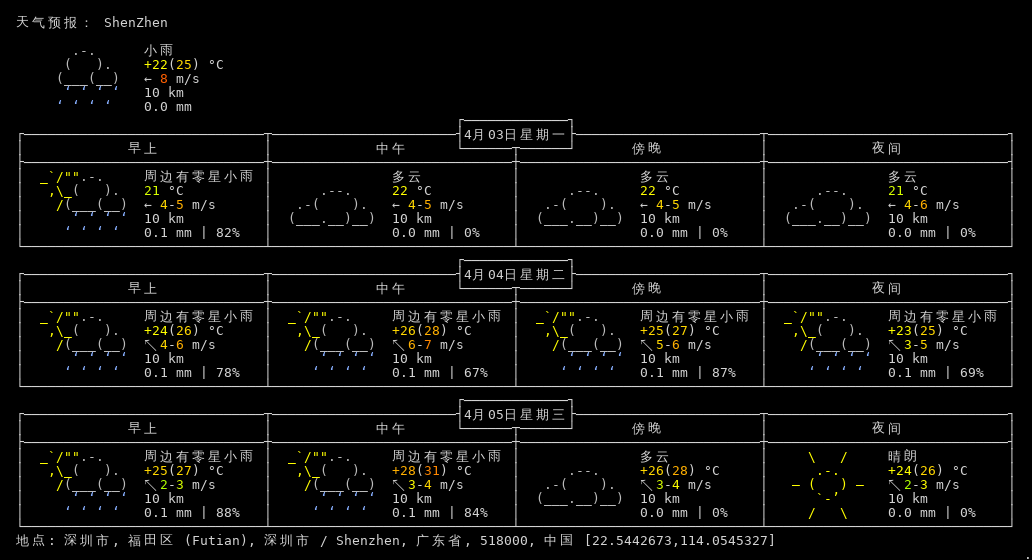 天气预报： ShenZhen
小雨
+22(25) °C
← 8 m/s
10 km
0.0 mm
4月03日星期一
早上 中午 傍晚 夜间
周边有零星小雨 多云 多云 多云
21 °C 22 °C 22 °C 21 °C
← 4-5 m/s ← 4-5 m/s ← 4-5 m/s ← 4-6 m/s
10 km 10 km 10 km 10 km
0.1 mm | 82% 0.0 mm | 0% 0.0 mm | 0% 0.0 mm | 0%
4月04日星期二
早上 中午 傍晚 夜间
周边有零星小雨 周边有零星小雨 周边有零星小雨 周边有零星小雨
+24(26) °C +26(28) °C +25(27) °C +23(25) °C
↖ 4-6 m/s ↖ 6-7 m/s ↖ 5-6 m/s ↖ 3-5 m/s
10 km 10 km 10 km 10 km
0.1 mm | 78% 0.1 mm | 67% 0.1 mm | 87% 0.1 mm | 69%
4月05日星期三
早上 中午 傍晚 夜间
周边有零星小雨 周边有零星小雨 多云 晴朗
+25(27) °C +28(31) °C +26(28) °C +24(26) °C
↖ 2-3 m/s ↖ 3-4 m/s ↖ 3-4 m/s ↖ 2-3 m/s
10 km 10 km 10 km 10 km
0.1 mm | 88% 0.1 mm | 84% 0.0 mm | 0% 0.0 mm | 0%
地点: 深圳市, 福田区 (Futian), 深圳市 / Shenzhen, 广东省, 518000, 中国 [22.5442673,114.0545327]